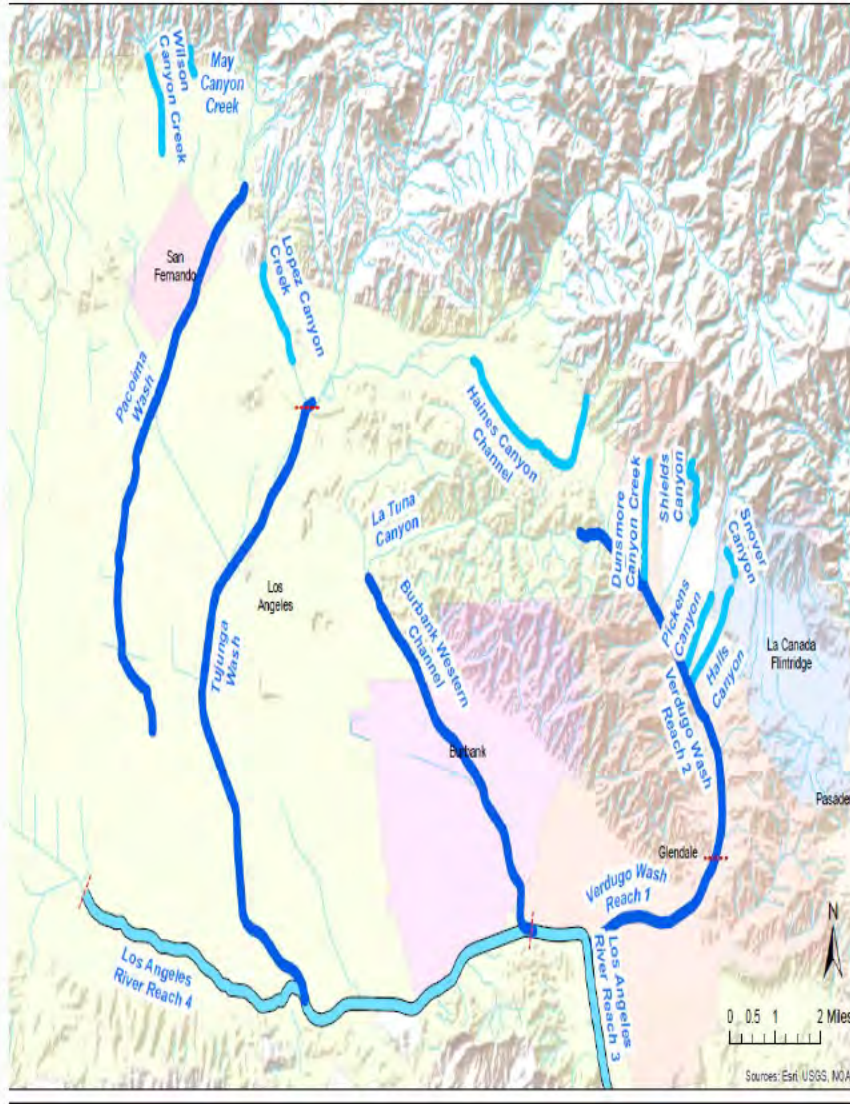 Wilson
Canyon Creek
May
Canyon
Creek
San
Fernando
Lopez Canyon
Creek
Pacoima
Wash
Haines Canyon
Channel
La Tuna
Canyon
Dunsmore
Canyon Creek
Shields
Canyon
Snover
Canyon
Los
Angeles
Tujunga
Wash
Burbank Western
Channel
Pickens
Canyon
Halls
Canyon
La Canada
Flintridge
Verdugo Wash
Reach 2
Burbank
Pasade
Glendale
Verdugo Wash
Reach 1
Los Angeles
River Reach 4
Los Angeles
River Reach 3
N
0 0.5 1 2 Miles
Sources: Esri, USGS, NOA